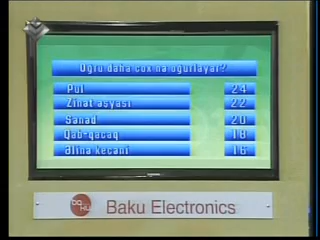 Oğru daha çox nə oğurlayar?
Pul 24
Zinət əşyası 22
Sənəd 20
Qab-qacaq 18
Əlinə keçəni 16
Baku Electronics